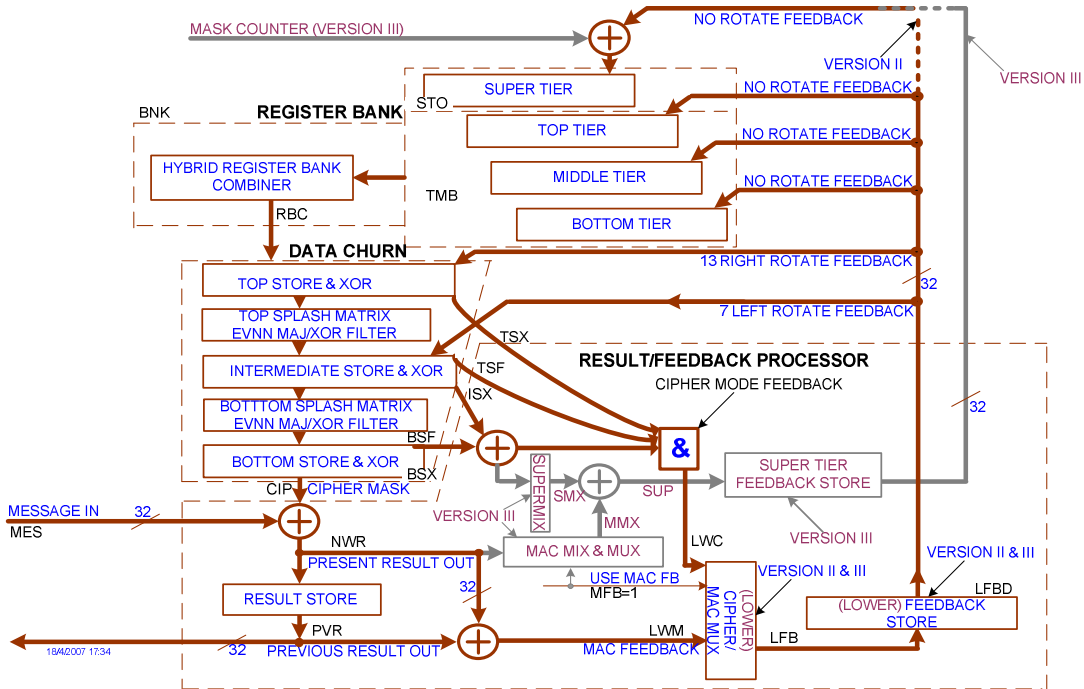 NO ROTATE FEEDBACK
MASK COUNTER (VERSION III)
VERSION II
VERSION III
SUPER TIER
NO ROTATE FEEDBACK
STO
BNK
REGISTER BANK
TOP TIER
NO ROTATE FEEDBACK
HYBRID REGISTER BANK
COMBINER
MIDDLE TIER
NO ROTATE FEEDBACK
TMB
RBC
BOTTOM TIER
DATA CHURN
13 RIGHT ROTATE FEEDBACK
TOP STORE & XOR
32
7 LEFT ROTATE FEEDBACK
TOP SPLASH MATRIX
EVNN MAJ/XOR FILTER
TSX
RESULT/FEEDBACK PROCESSOR
INTERMEDIATE STORE & XOR
TSF
CIPHER MODE FEEDBACK
ISX
BOTTTOM SPLASH MATRIX
EVNN MAJ/XOR FILTER
32
BSF
&
BOTTOM STORE & XOR
BSX
SUPERMIX
SUPER TIER
FEEDBACK STORE
CIP
CIPHER MASK
SMX
SUP
MESSAGE IN
32
MES
VERSION III
MMX
VERSION III
NWR
LWC
PRESENT RESULT OUT
MAC MIX & MUX
VERSION II & III
32
USE MAC FB
MFB=1
VERSION II & III
(LOWER)
CIPHER/
MAC MUX
LFBD
RESULT STORE
(LOWER) FEEDBACK
STORE
PVR
LWM
LFB
18/4/2007 17:34
32
PREVIOUS RESULT OUT
MAC FEEDBACK